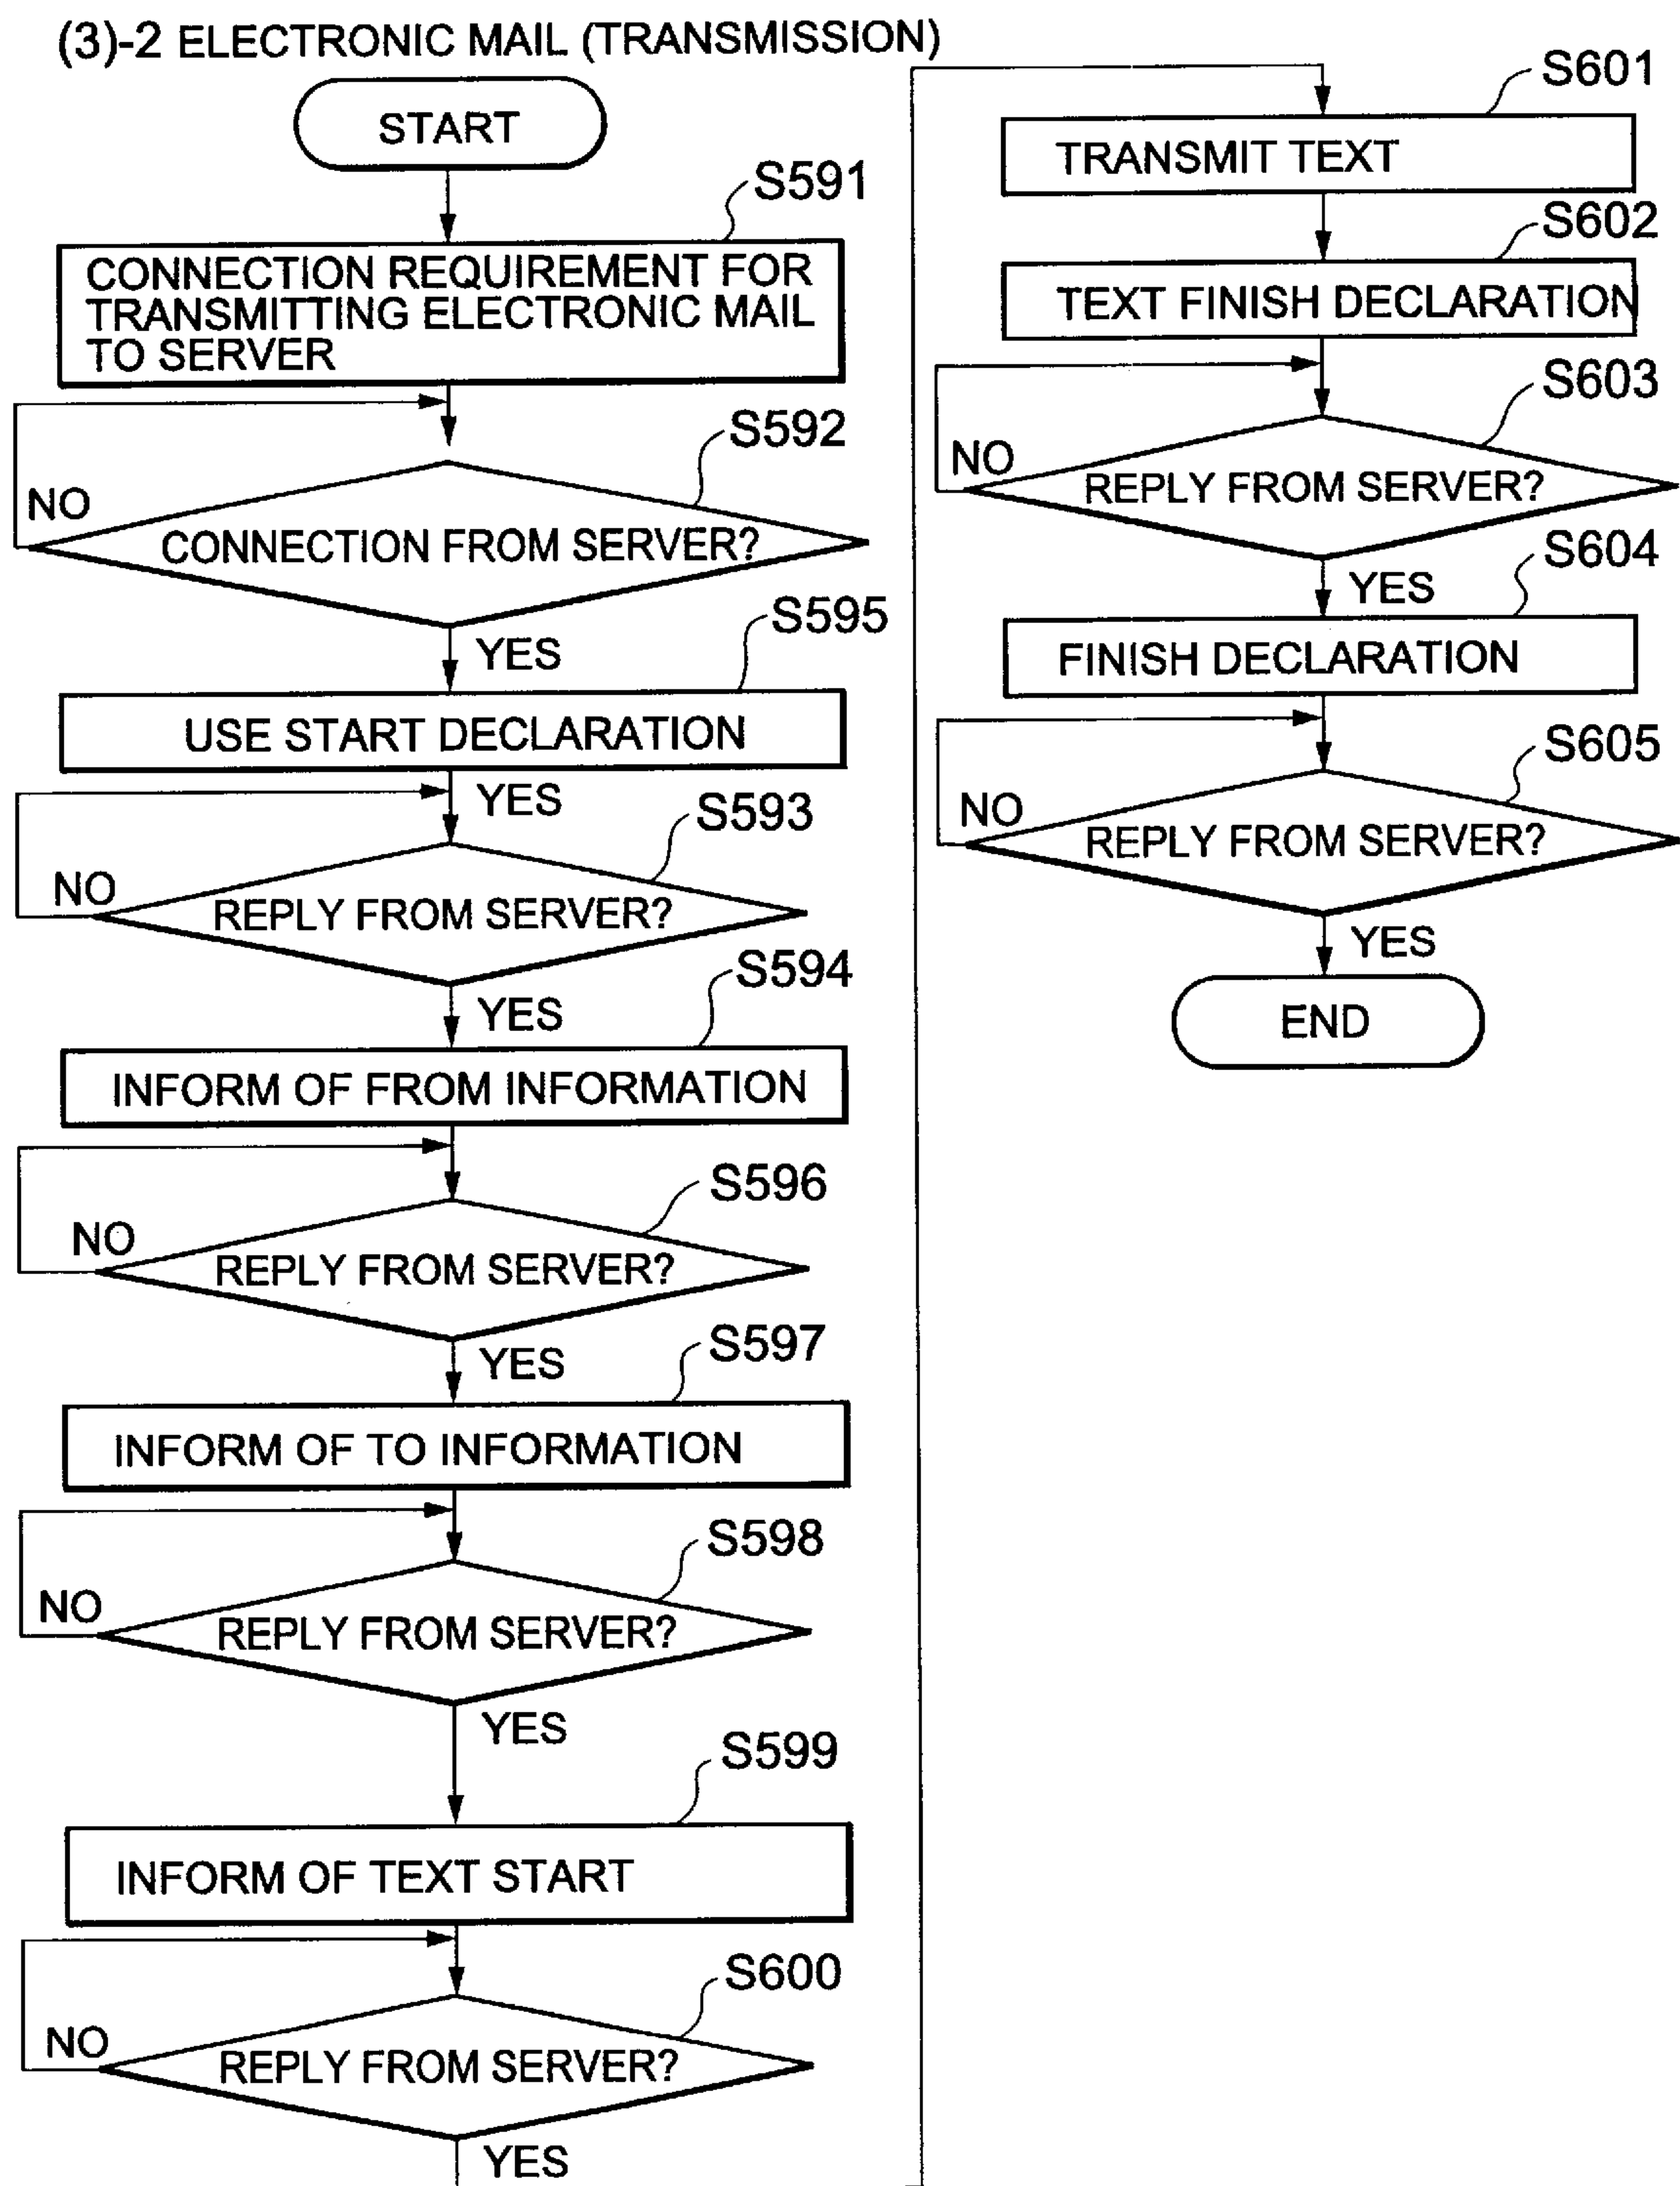 (3)-2 ELECTRONIC MAIL (TRANSMISSION)
START
S591
CONNECTION REQUIREMENT FOR
TRANSMITTING ELECTRONIC MAIL
TO SERVER
S592
NO
CONNECTION FROM SERVER?
YES
S595
USE START DECLARATION
YES
S593
NO
REPLY FROM SERVER?
S594
YES
INFORM OF FROM INFORMATION
S596
NO
REPLY FROM SERVER?
S597
YES
INFORM OF TO INFORMATION
S598
NO
REPLY FROM SERVER?
YES
S599
INFORM OF TEXT START
S600
NO
REPLY FROM SERVER?
YES
S601
TRANSMIT TEXT
S602
TEXT FINISH DECLARATION
S603
NO
REPLY FROM SERVER?
S604
YES
FINISH DECLARATION
S605
NO
REPLY FROM SERVER?
YES
END